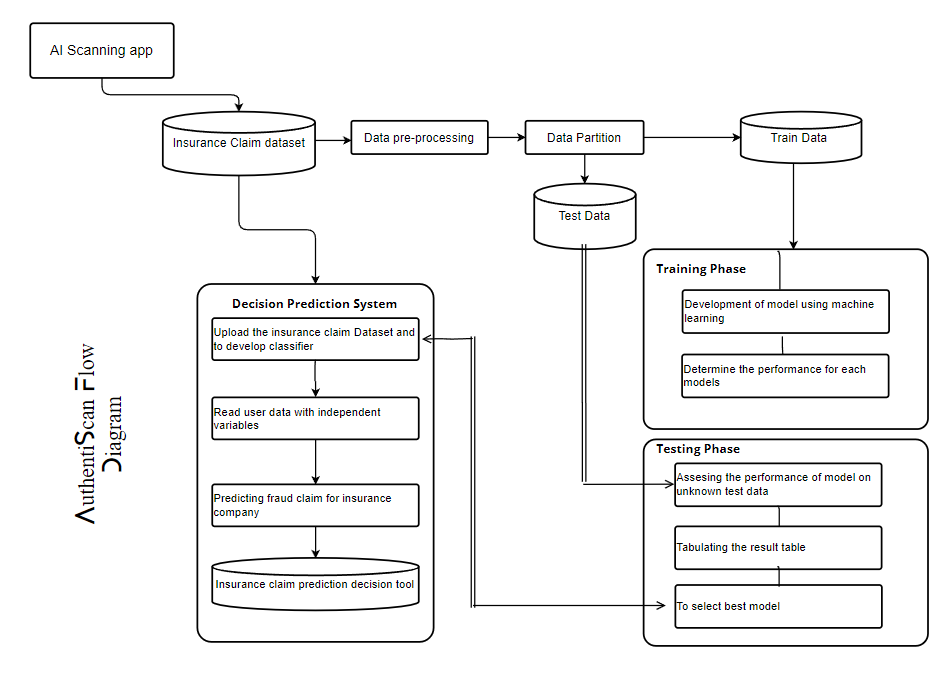 AI Scanning app
Insurance Claim dataset
Data pre-processing
Data Partition
Train Data
Test Data
Decision Prediction System
Upload the insurance claim Dataset and
to develop classifier
Read user data with independent
variables
Predicting fraud claim for insurance
company
Insurance claim prediction decision tool
Training Phase
Development of model using machine
learning
Determine the performance for each
models
Testing Phase
Assesing the performance of model on
unknown test data
Tabulating the result table
To select best model
AuthentiScan Flow
Diagram